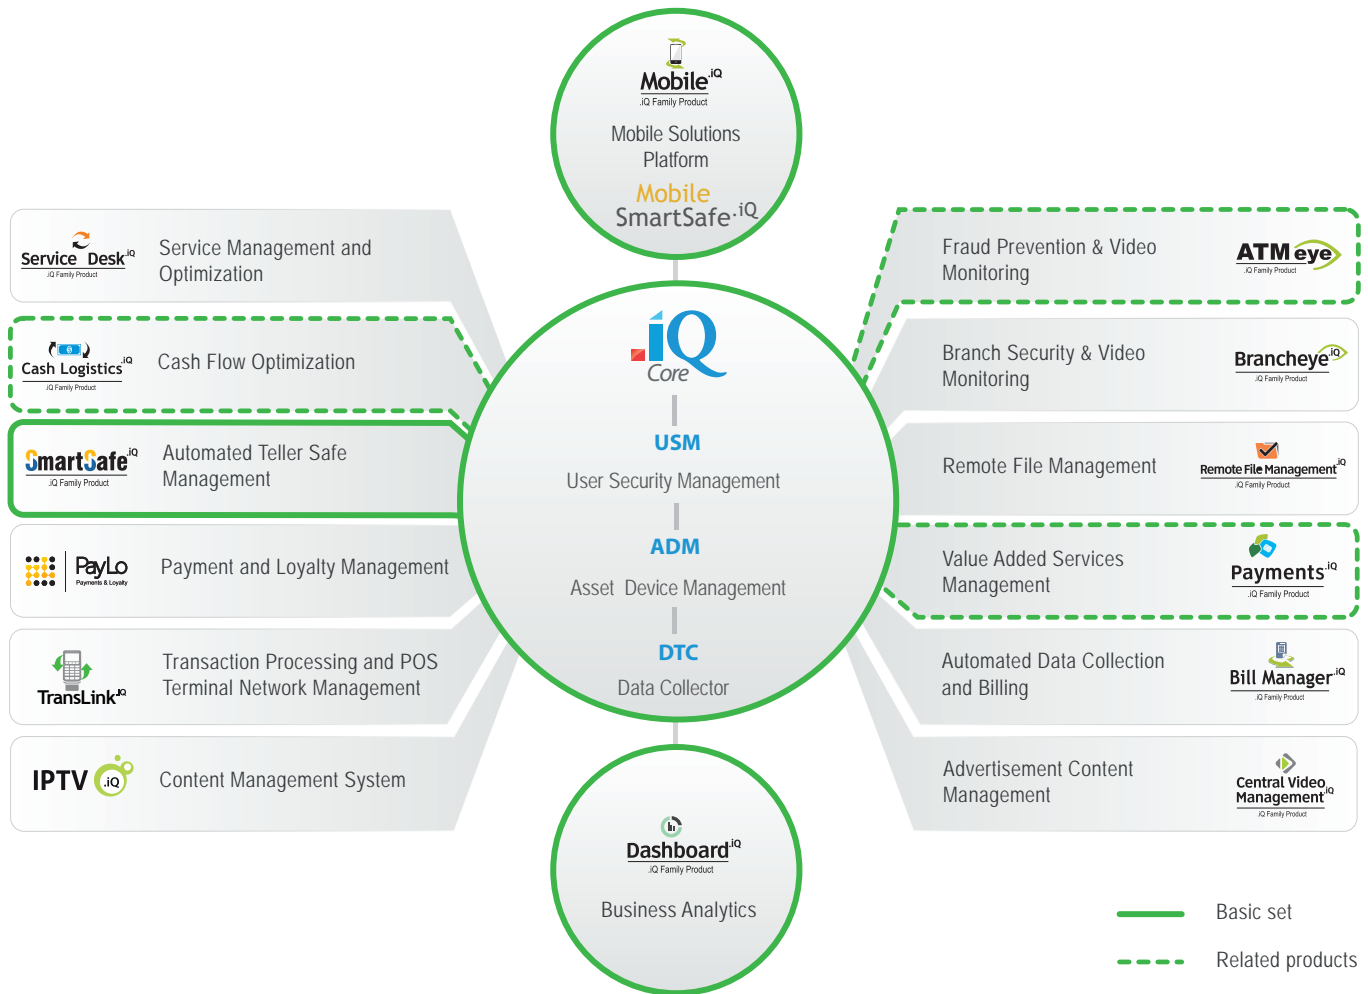 Mobile.iQ
.iQ Family Product
Mobile Solutions
Platform
Mobile
SmartSafe.iQ
Service Desk.iQ
.iQ Family Product
Service Management and
Optimization
Cash Logistics.iQ
.iQ Family Product
Cash Flow Optimization
SmartSafe.iQ
.iQ Family Product
Automated Teller Safe
Management
PayLo
Payments & Loyalty
Payment and Loyalty Management
TransLink.iQ
Transaction Processing and POS
Terminal Network Management
IPTV .iQ
Content Management System
.iQ
Core
USM
User Security Management
ADM
Asset Device Management
DTC
Data Collector
Dashboard.iQ
.iQ Family Product
Business Analytics
Fraud Prevention & Video
Monitoring
ATMeye
.iQ Family Product
Branch Security & Video
Monitoring
Brancheye.iQ
.iQ Family Product
Remote File Management
Remote File Management.iQ
.iQ Family Product
Value Added Services
Management
Payments.iQ
.iQ Family Product
Automated Data Collection
and Billing
Bill Manager.iQ
.iQ Family Product
Advertisement Content
Management
Central Video
Management.iQ
.iQ Family Product
Basic set
Related products